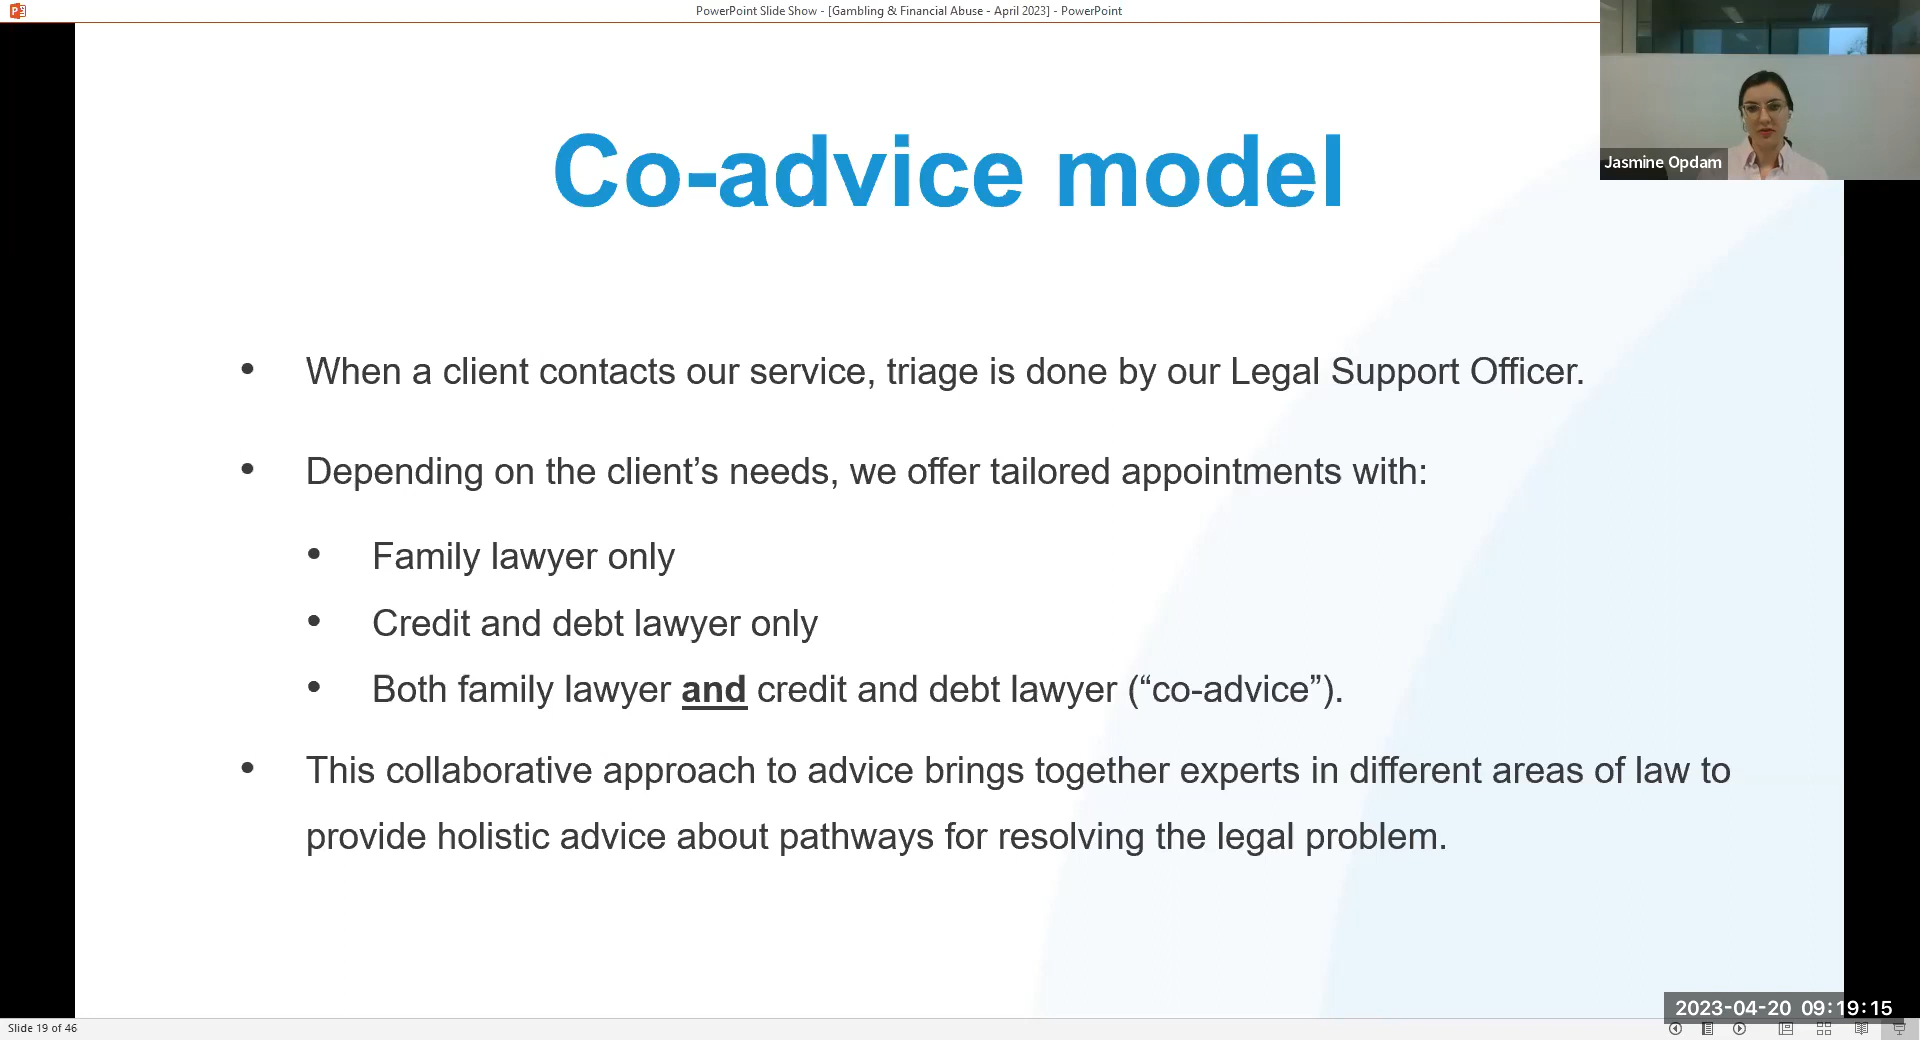 PowerPoint Slide Show - [Gambling & Financial Abuse - April 2023] - PowerPoint
Jasmine Opdam
Co-advice model
• When a client contacts our service, triage is done by our Legal Support Officer.
• Depending on the client’s needs, we offer tailored appointments with:
• Family lawyer only
• Credit and debt lawyer only
• Both family lawyer and credit and debt lawyer (“co-advice”).
• This collaborative approach to advice brings together experts in different areas of law to
provide holistic advice about pathways for resolving the legal problem.
2023-04-20 09:19:15
Slide 19 of 46